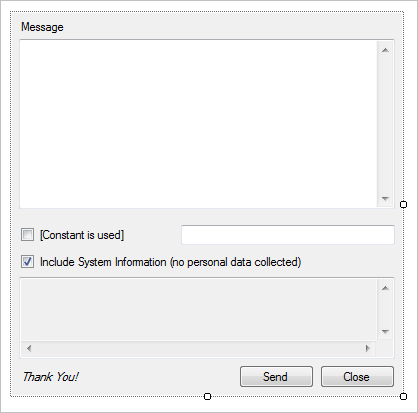 Message
[Constant is used]
Include System Information (no personal data collected)
Thank You!
Send
Close